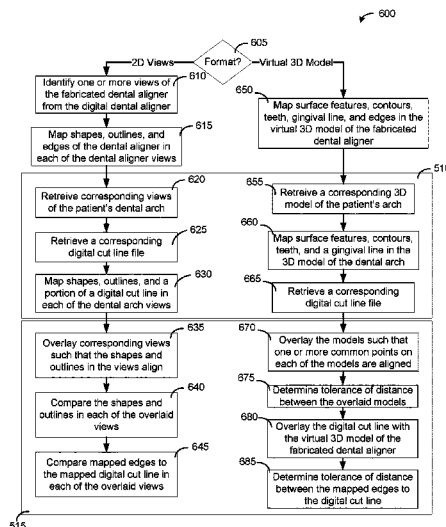 600
605
2D Views
Format?
Virtual 3D Model
610
Identify one or more views of
the fabricated dental aligner
from the digital dental aligner
615
Map shapes, outlines, and
edges of the dental aligner in
each of the dental aligner views
650
Map surface features, contours,
teeth, gingival line, and edges in
the virtual 3D model of the fabricated
dental aligner
510
620
Retreive corresponding views
of the patient's dental arch
625
Retrieve a corresponding
digital cut line file
630
Map shapes, outlines, and a
portion of a digital cut line in
each of the dental arch views
655
Retreive a corresponding 3D
model of the patient's arch
660
Map surface features, contours,
teeth, and a gingival line in the
3D model of the dental arch
665
Retrieve a corresponding
digital cut line file
635
Overlay corresponding views
such that the shapes and
outlines in the views align
640
Compare the shapes and
outlines in each of the overlaid
views
645
Compare mapped edges to
the mapped digital cut line in
each of the overlaid views
670
Overlay the models such that
one or more common points on
each of the models are aligned
675
Determine tolerance of distance
between the overlaid models
680
Overlay the digital cut line
with the virtual 3D model of the
fabricated dental aligner
685
Determine tolerance of distance
between the mapped edges to
the digital cut line
515